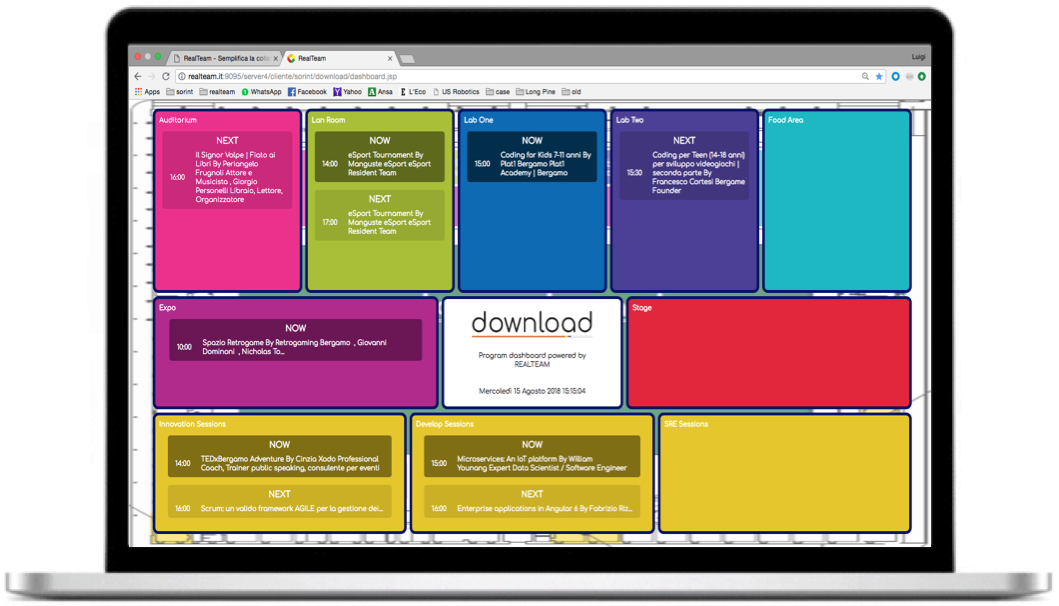 RealTeam - Semplifica la colla
RealTeam
Luigi
realteam.it:9095/server4/cliente/sorint/download/dashboard.jsp
Apps sorint realteam WhatsApp Facebook Yahoo Ansa L'Eco US Robotics case Long Pine old
Auditorium
NEXT
16:00
Il Signor Volpe | Fiato ai
Libri By Periangelo
Frugnoli Attore e
Musicista , Giorgio
Personelli Libraio, Lettore,
Organizzatore
Lan Room
NOW
14:00
eSport Tournament By
Manguste eSport eSport
Resident Team
NEXT
17:00
eSport Tournament By
Manguste eSport eSport
Resident Team
Lab One
NOW
15:00
Coding for Kids 7-11 anni By
Plat1 Bergamo Plat1
Academy | Bergamo
Lab Two
NEXT
15:30
Coding per Teen (14-18 anni)
per sviluppo videogiochi |
seconda parte By
Francesco Cortesi Bergame
Founder
Food Area
Expo
NOW
10:00
Spazio Retrogame By Retrogaming Bergamo , Giovanni
Dominoni , Nicholas To...
download
Program dashboard powered by
REALTEAM
Mercoledì 15 Agosto 2018 15:15:04
Stage
Innovation Sessions
NOW
14:00
TEDxBergamo Adventure By Cinzia Xodo Professional
Coach, Trainer public speaking, consulente per eventi
NEXT
16:00 Scrum: un valido framework AGILE per la gestione dei...
Develop Sessions
NOW
15:00
Microservices: An IoT platform By William
Younang Expert Data Scientist / Software Engineer
NEXT
16:00 Enterprise applications in Angular 6 By Fabrizio Riz...
SRE Sessions